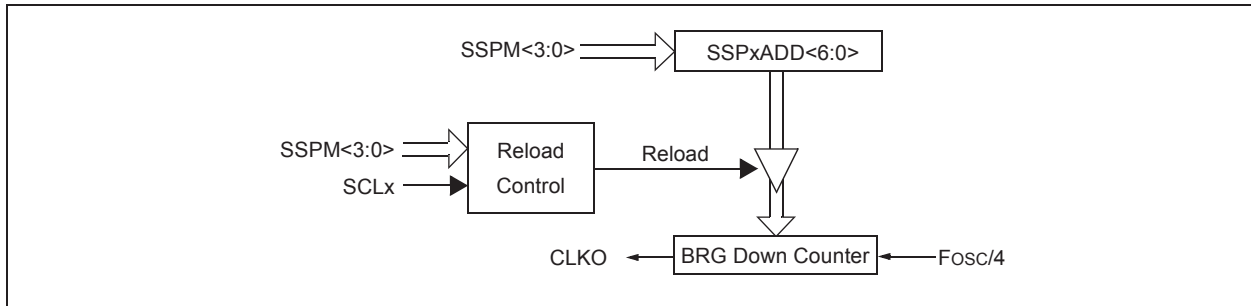 SSPM<3:0>
SSPxADD<6:0>
SSPM<3:0>
SCLx
Reload
Control
Reload
CLKO
BRG Down Counter
FOSC/4